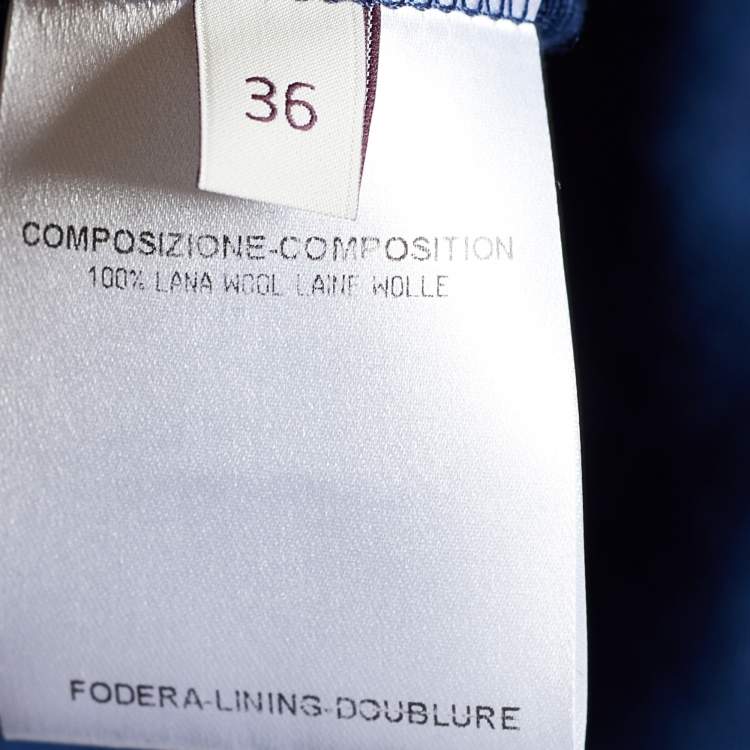 36
COMPOSIZIONE-COMPOSITION
100% LANA WOOL LAINE WOLLE
FODERA-LINING-DOUBLURE